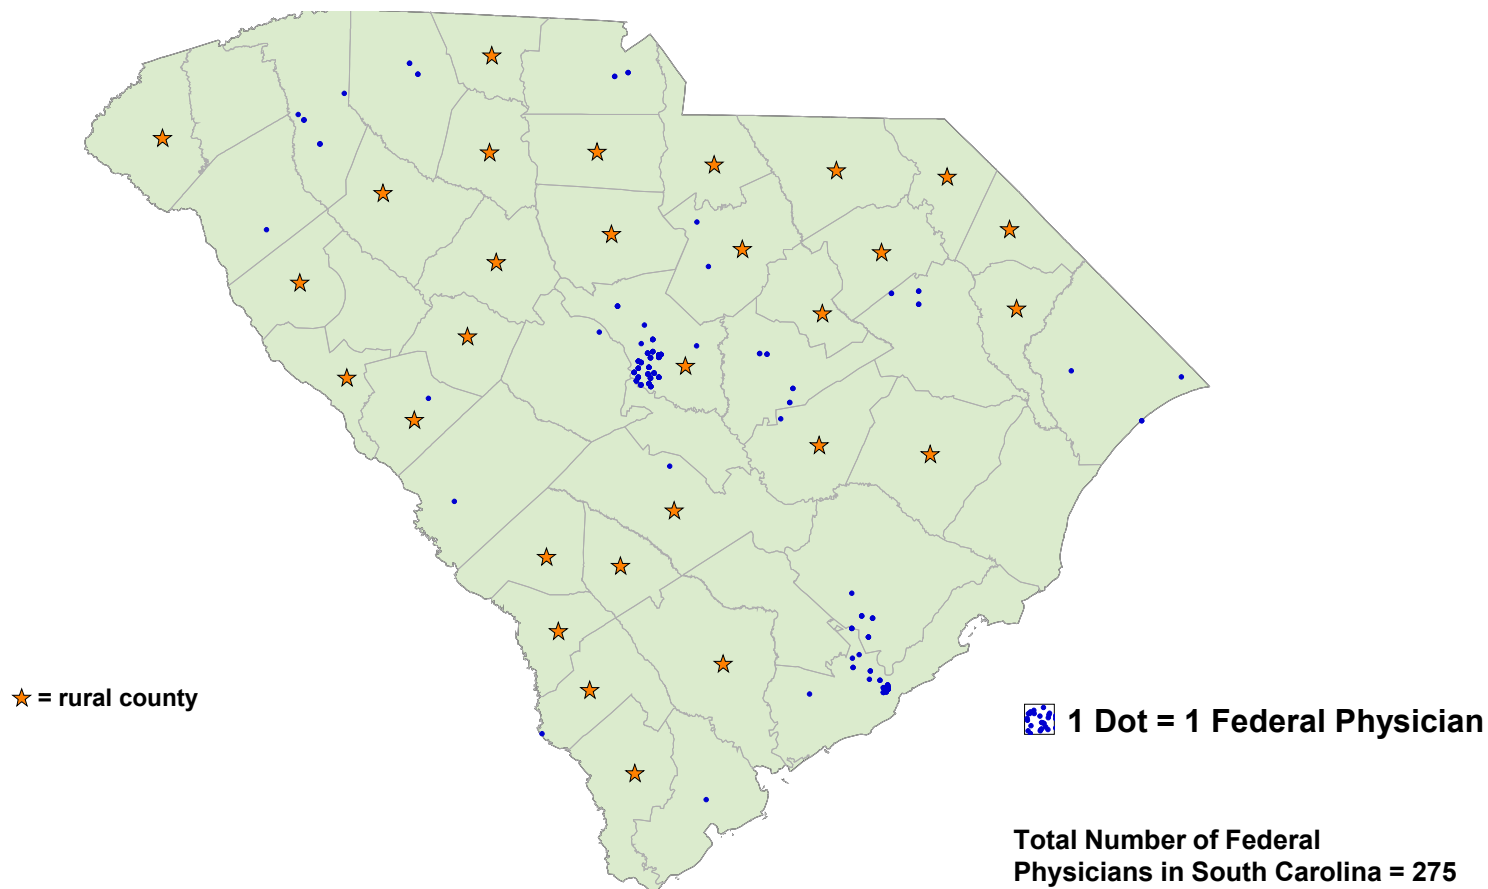 = rural county
1 Dot = 1 Federal Physician
Total Number of Federal
Physicians in South Carolina = 275